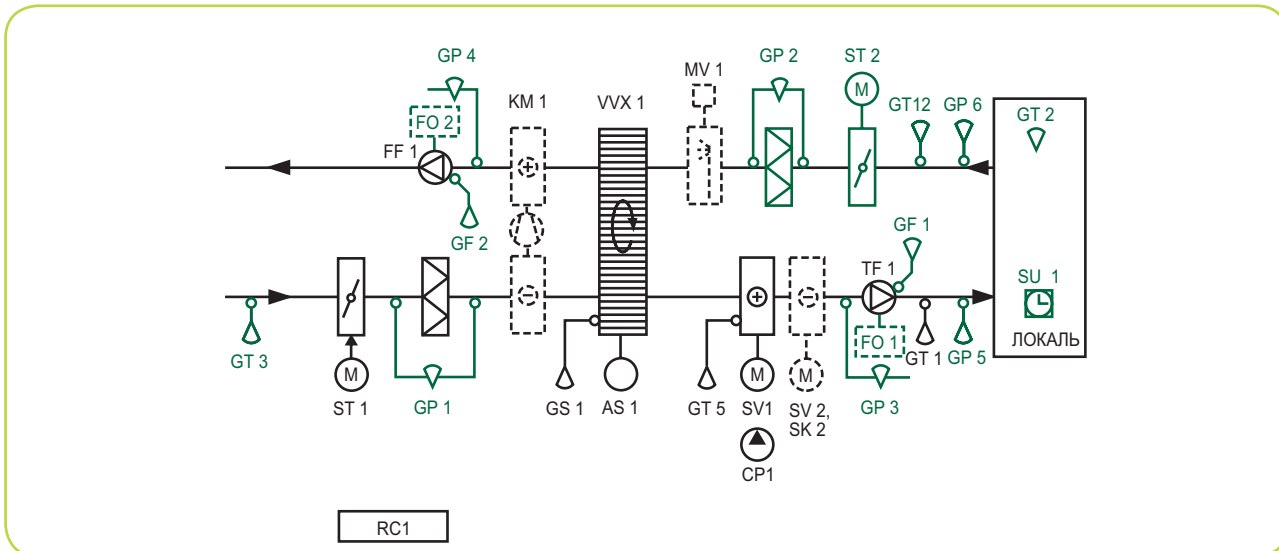 GP 4
GP 2
ST 2
MV 1
KM 1
VVX 1
M
GT12
GP 6
GT 2
FO 2
FF 1
GF 2
GF 1
TF 1
SU 1
ЛОКАЛЬ
FO 1
GT 3
M
ST 1
GP 1
GS 1
AS 1
GT 5
M
SV1
M
SV 2,
SK 2
GP 3
GT 1
GP 5
CP1
RC1